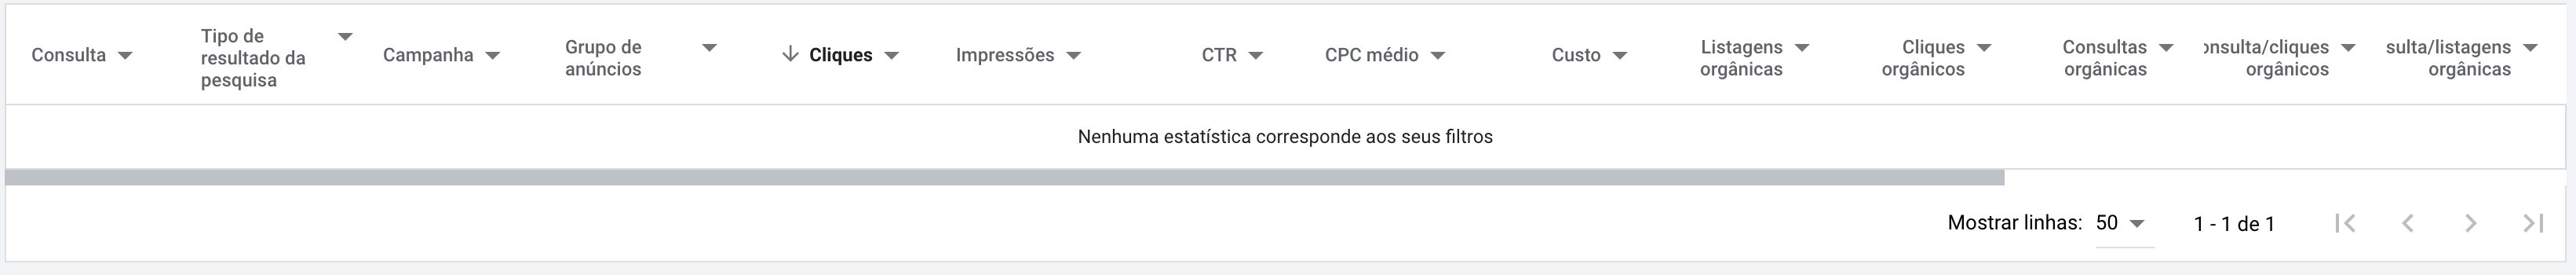 Consulta
Tipo de
resultado da
pesquisa
Campanha
Grupo de
anúncios
Cliques
Impressões
CTR
CPC médio
Custo
Listagens
orgânicas
Cliques
orgânicos
Consultas
orgânicas
onsulta/cliques
orgânicos
sulta/listagens
orgânicas
Nenhuma estatística corresponde aos seus filtros
Mostrar linhas: 50 1 - 1 de 1